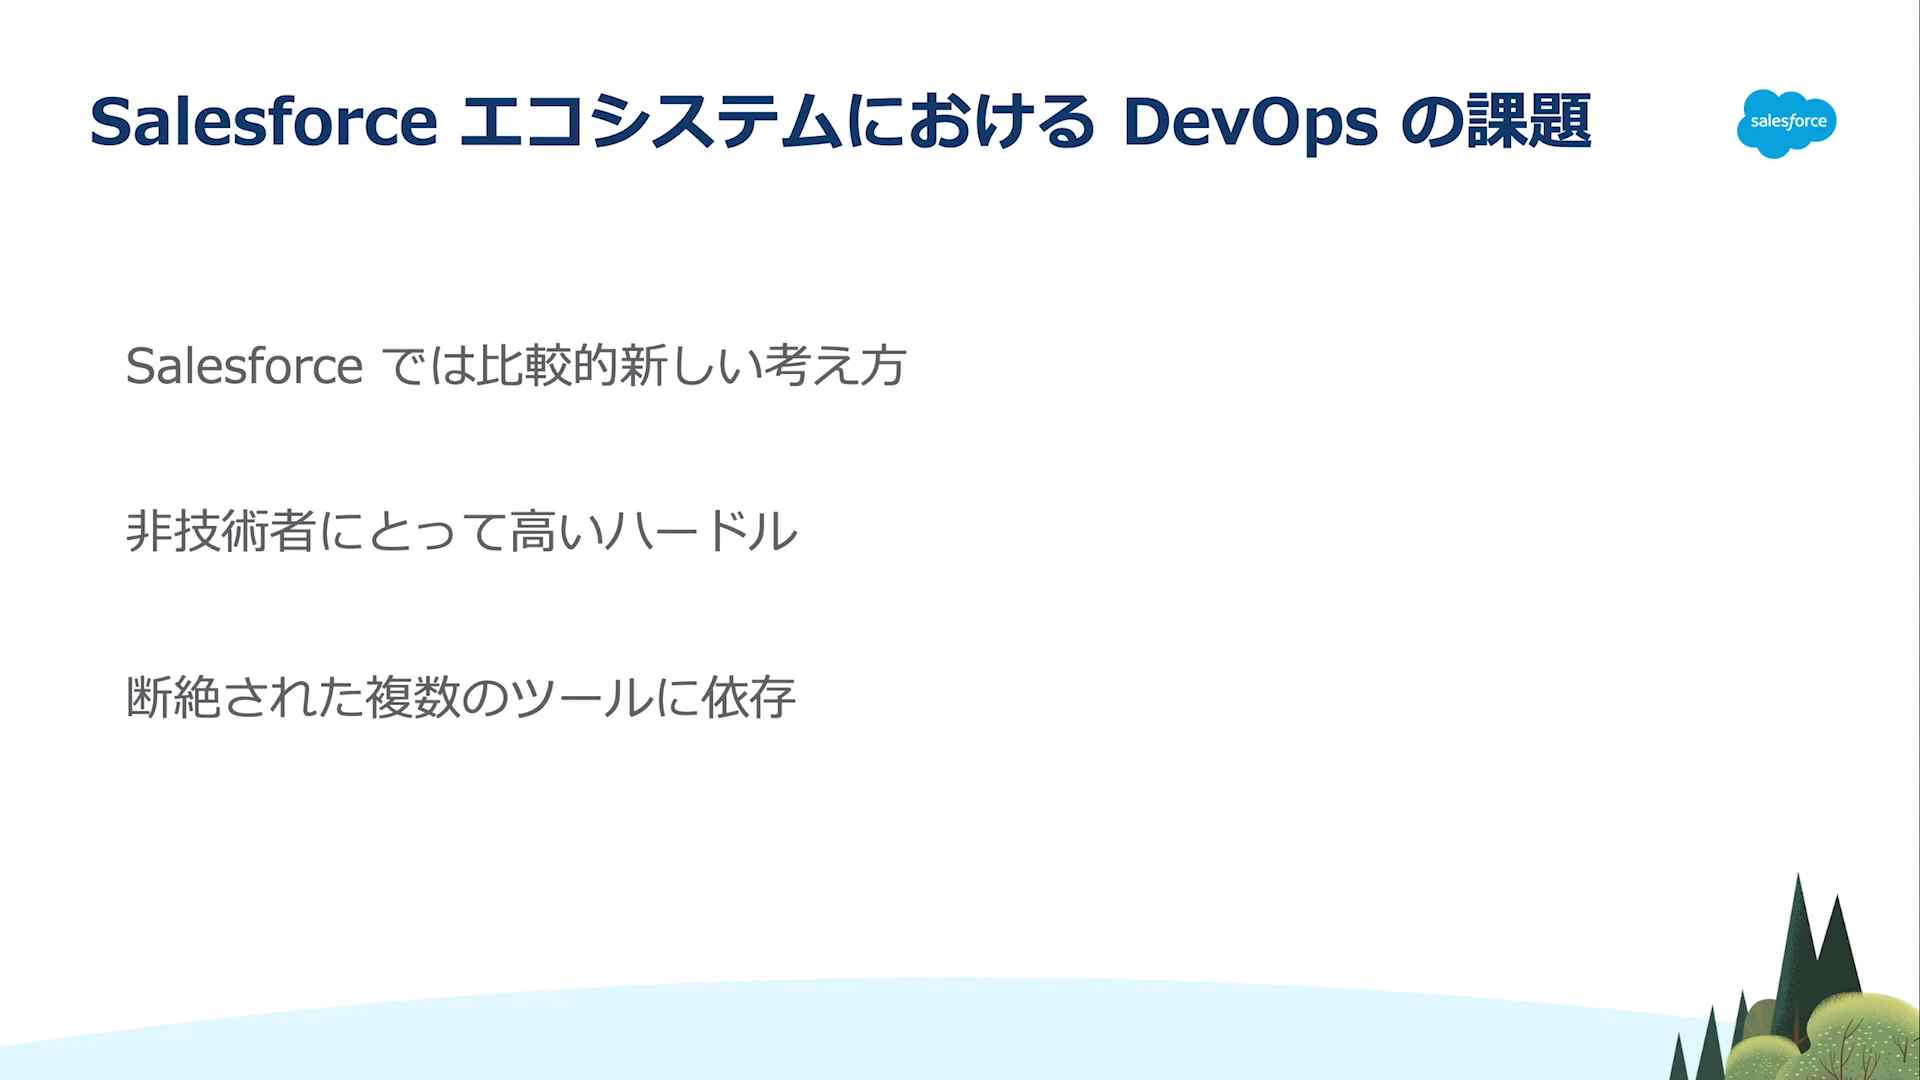 Salesforce エコシステムにおける DevOps の課題
salesforce
Salesforce では比較的新しい考え方
非技術者にとって高いハードル
断絶された複数のツールに依存